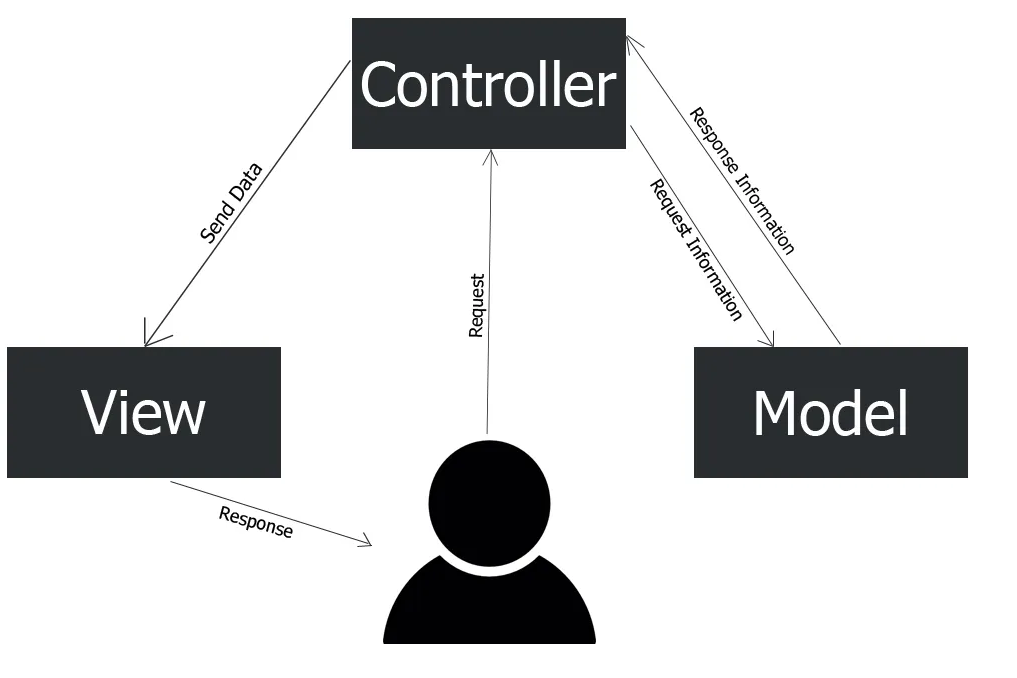 Controller
Send Data
Response Information
Request Information
Request
View
Model
Response